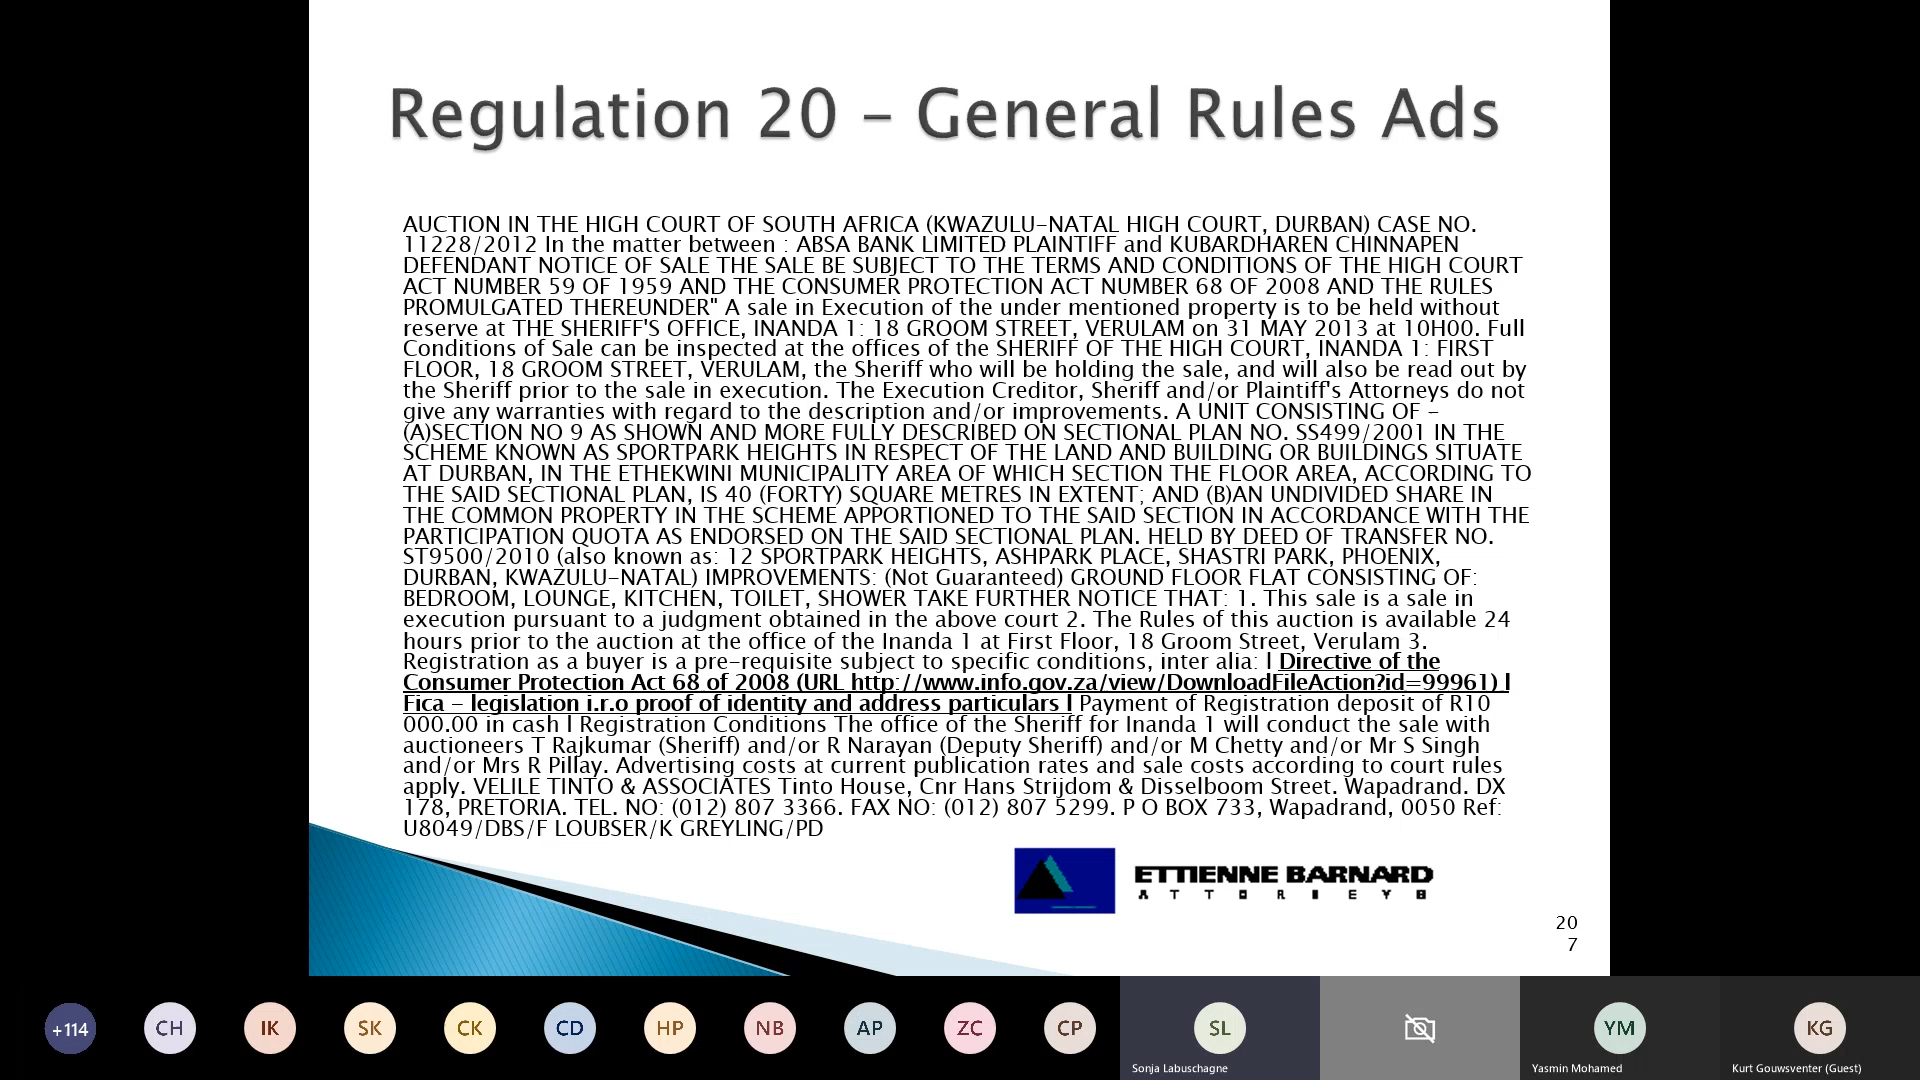 Regulation 20 – General Rules Ads
AUCTION IN THE HIGH COURT OF SOUTH AFRICA (KWAZULU-NATAL HIGH COURT, DURBAN) CASE NO.
11228/2012 In the matter between : ABSA BANK LIMITED PLAINTIFF and KUBARDHAREN CHINNAPEN
DEFENDANT NOTICE OF SALE THE SALE BE SUBJECT TO THE TERMS AND CONDITIONS OF THE HIGH COURT
ACT NUMBER 59 OF 1959 AND THE CONSUMER PROTECTION ACT NUMBER 68 OF 2008 AND THE RULES
PROMULGATED THEREUNDER" A sale in Execution of the under mentioned property is to be held without
reserve at THE SHERIFF'S OFFICE, INANDA 1: 18 GROOM STREET, VERULAM on 31 MAY 2013 at 10H00. Full
Conditions of Sale can be inspected at the offices of the SHERIFF OF THE HIGH COURT, INANDA 1: FIRST
FLOOR, 18 GROOM STREET, VERULAM, the Sheriff who will be holding the sale, and will also be read out by
the Sheriff prior to the sale in execution. The Execution Creditor, Sheriff and/or Plaintiff's Attorneys do not
give any warranties with regard to the description and/or improvements. A UNIT CONSISTING OF -
(A)SECTION NO 9 AS SHOWN AND MORE FULLY DESCRIBED ON SECTIONAL PLAN NO. SS499/2001 IN THE
SCHEME KNOWN AS SPORTPARK HEIGHTS IN RESPECT OF THE LAND AND BUILDING OR BUILDINGS SITUATE
AT DURBAN, IN THE ETHEKWINI MUNICIPALITY AREA OF WHICH SECTION THE FLOOR AREA, ACCORDING TO
THE SAID SECTIONAL PLAN, IS 40 (FORTY) SQUARE METRES IN EXTENT; AND (B)AN UNDIVIDED SHARE IN
THE COMMON PROPERTY IN THE SCHEME APPORTIONED TO THE SAID SECTION IN ACCORDANCE WITH THE
PARTICIPATION QUOTA AS ENDORSED ON THE SAID SECTIONAL PLAN. HELD BY DEED OF TRANSFER NO.
ST9500/2010 (also known as: 12 SPORTPARK HEIGHTS, ASHPARK PLACE, SHASTRI PARK, PHOENIX,
DURBAN, KWAZULU-NATAL) IMPROVEMENTS: (Not Guaranteed) GROUND FLOOR FLAT CONSISTING OF:
BEDROOM, LOUNGE, KITCHEN, TOILET, SHOWER TAKE FURTHER NOTICE THAT: 1. This sale is a sale in
execution pursuant to a judgment obtained in the above court 2. The Rules of this auction is available 24
hours prior to the auction at the office of the Inanda 1 at First Floor, 18 Groom Street, Verulam 3.
Registration as a buyer is a pre-requisite subject to specific conditions, inter alia: l Directive of the
Consumer Protection Act 68 of 2008 (URL http://www.info.gov.za/view/DownloadFileAction?id=99961) l
Fica - legislation i.r.o proof of identity and address particulars l Payment of Registration deposit of R10
000.00 in cash l Registration Conditions The office of the Sheriff for Inanda 1 will conduct the sale with
auctioneers T Rajkumar (Sheriff) and/or R Narayan (Deputy Sheriff) and/or M Chetty and/or Mr S Singh
and/or Mrs R Pillay. Advertising costs at current publication rates and sale costs according to court rules
apply. VELILE TINTO & ASSOCIATES Tinto House, Cnr Hans Strijdom & Disselboom Street. Wapadrand. DX
178, PRETORIA. TEL. NO: (012) 807 3366. FAX NO: (012) 807 5299. P O BOX 733, Wapadrand, 0050 Ref:
U8049/DBS/F LOUBSER/K GREYLING/PD
ETTIENNE BARNARD
ATTORNEYS
20
7
+114
CH
IK
SK
CK
CD
HP
NB
AP
ZC
CP
SL
YM
KG
Sonja Labuschagne
Yasmin Mohamed
Kurt Gouwsventer (Guest)